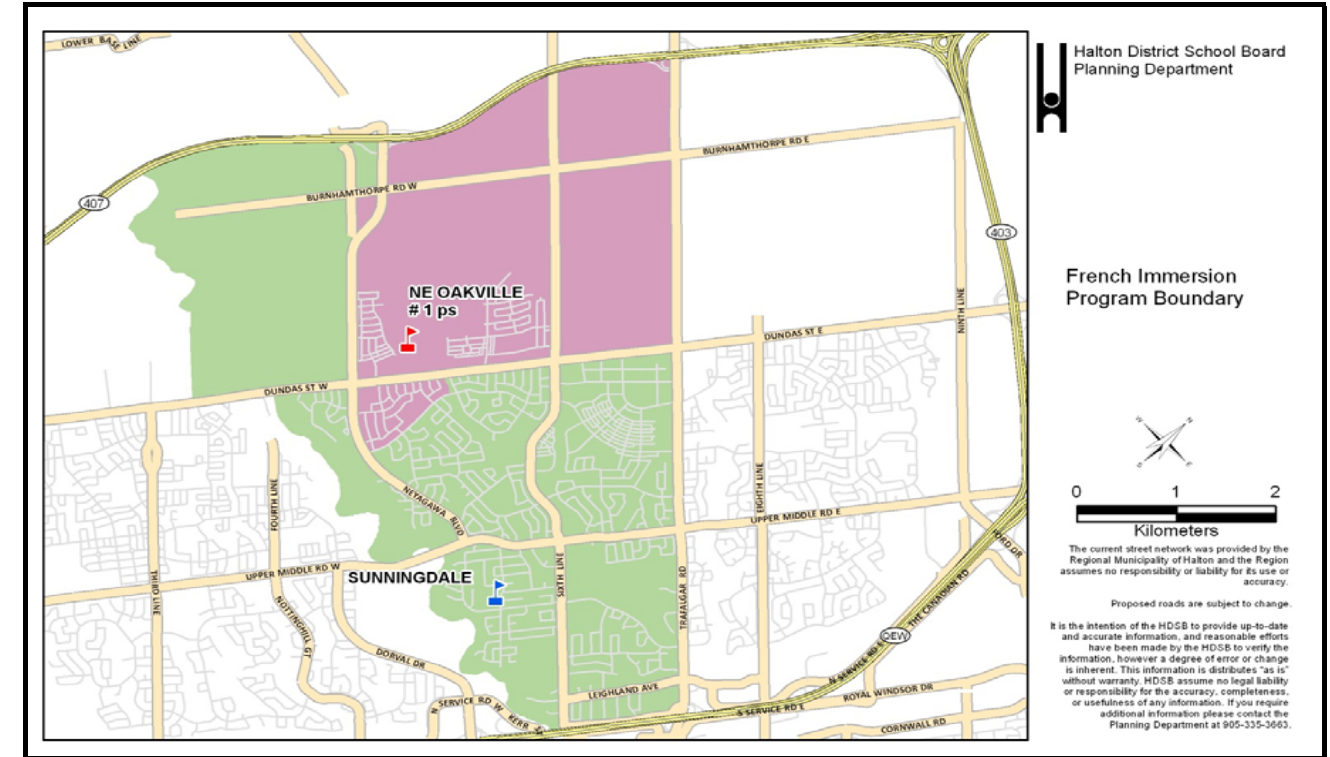 LOWER BASE LINE
407
BURNHAMTHORPE RD W
BURNHAMTHORPE RD E
403
NE OAKVILLE
# 1 ps
NINTH LINE
DUNDAS ST E
DUNDAS ST W
FOURTH LINE
NEYAGAWA BLVD
EIGHTH LINE
UPPER MIDDLE RD E
FORD DR
UPPER MIDDLE RD W
SUNNINGDALE
THIRD LINE
NOTTINGHILL GT
SIXTH LINE
TRAFALGAR RD
THE CANADIAN RD
QEW
DORVAL DR
N SERVICE RD E
N SERVICE RD W
KERR ST
LEIGHLAND AVE
ROYAL WINDSOR DR
S SERVICE RD E
CORNWALL RD
Halton District School Board
Planning Department
French Immersion
Program Boundary
W
N
S
E
0 1 2
Kilometers
The current street network was provided by the
Regional Municipality of Halton and the Region
assumes no responsibility or liability for its use or
accuracy.
Proposed roads are subject to change.
It is the intention of the HDSB to provide up-to-date
and accurate information, and reasonable efforts
have been made by the HDSB to verify the
information, however a degree of error or change
is inherent. This information is distributes "as is"
without warranty. HDSB assume no legal liability
or responsibility for the accuracy, completeness,
or usefulness of any information. If you require
additional information please contact the
Planning Department at 905-335-3663.